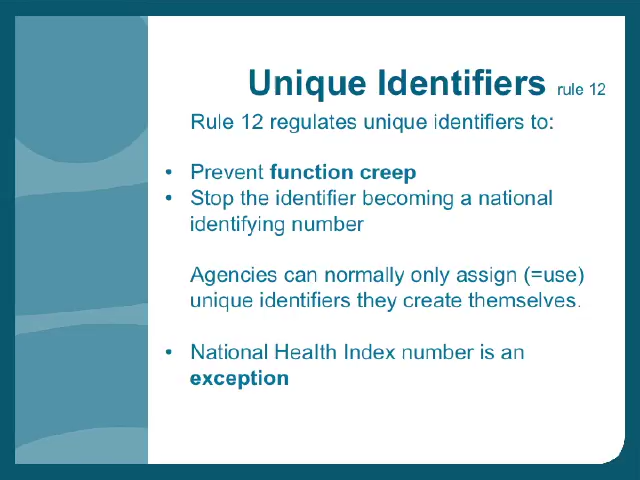 Unique Identifiers rule 12
Rule 12 regulates unique identifiers to:
• Prevent function creep
• Stop the identifier becoming a national
identifying number
Agencies can normally only assign (=use)
unique identifiers they create themselves.
• National Health Index number is an
exception